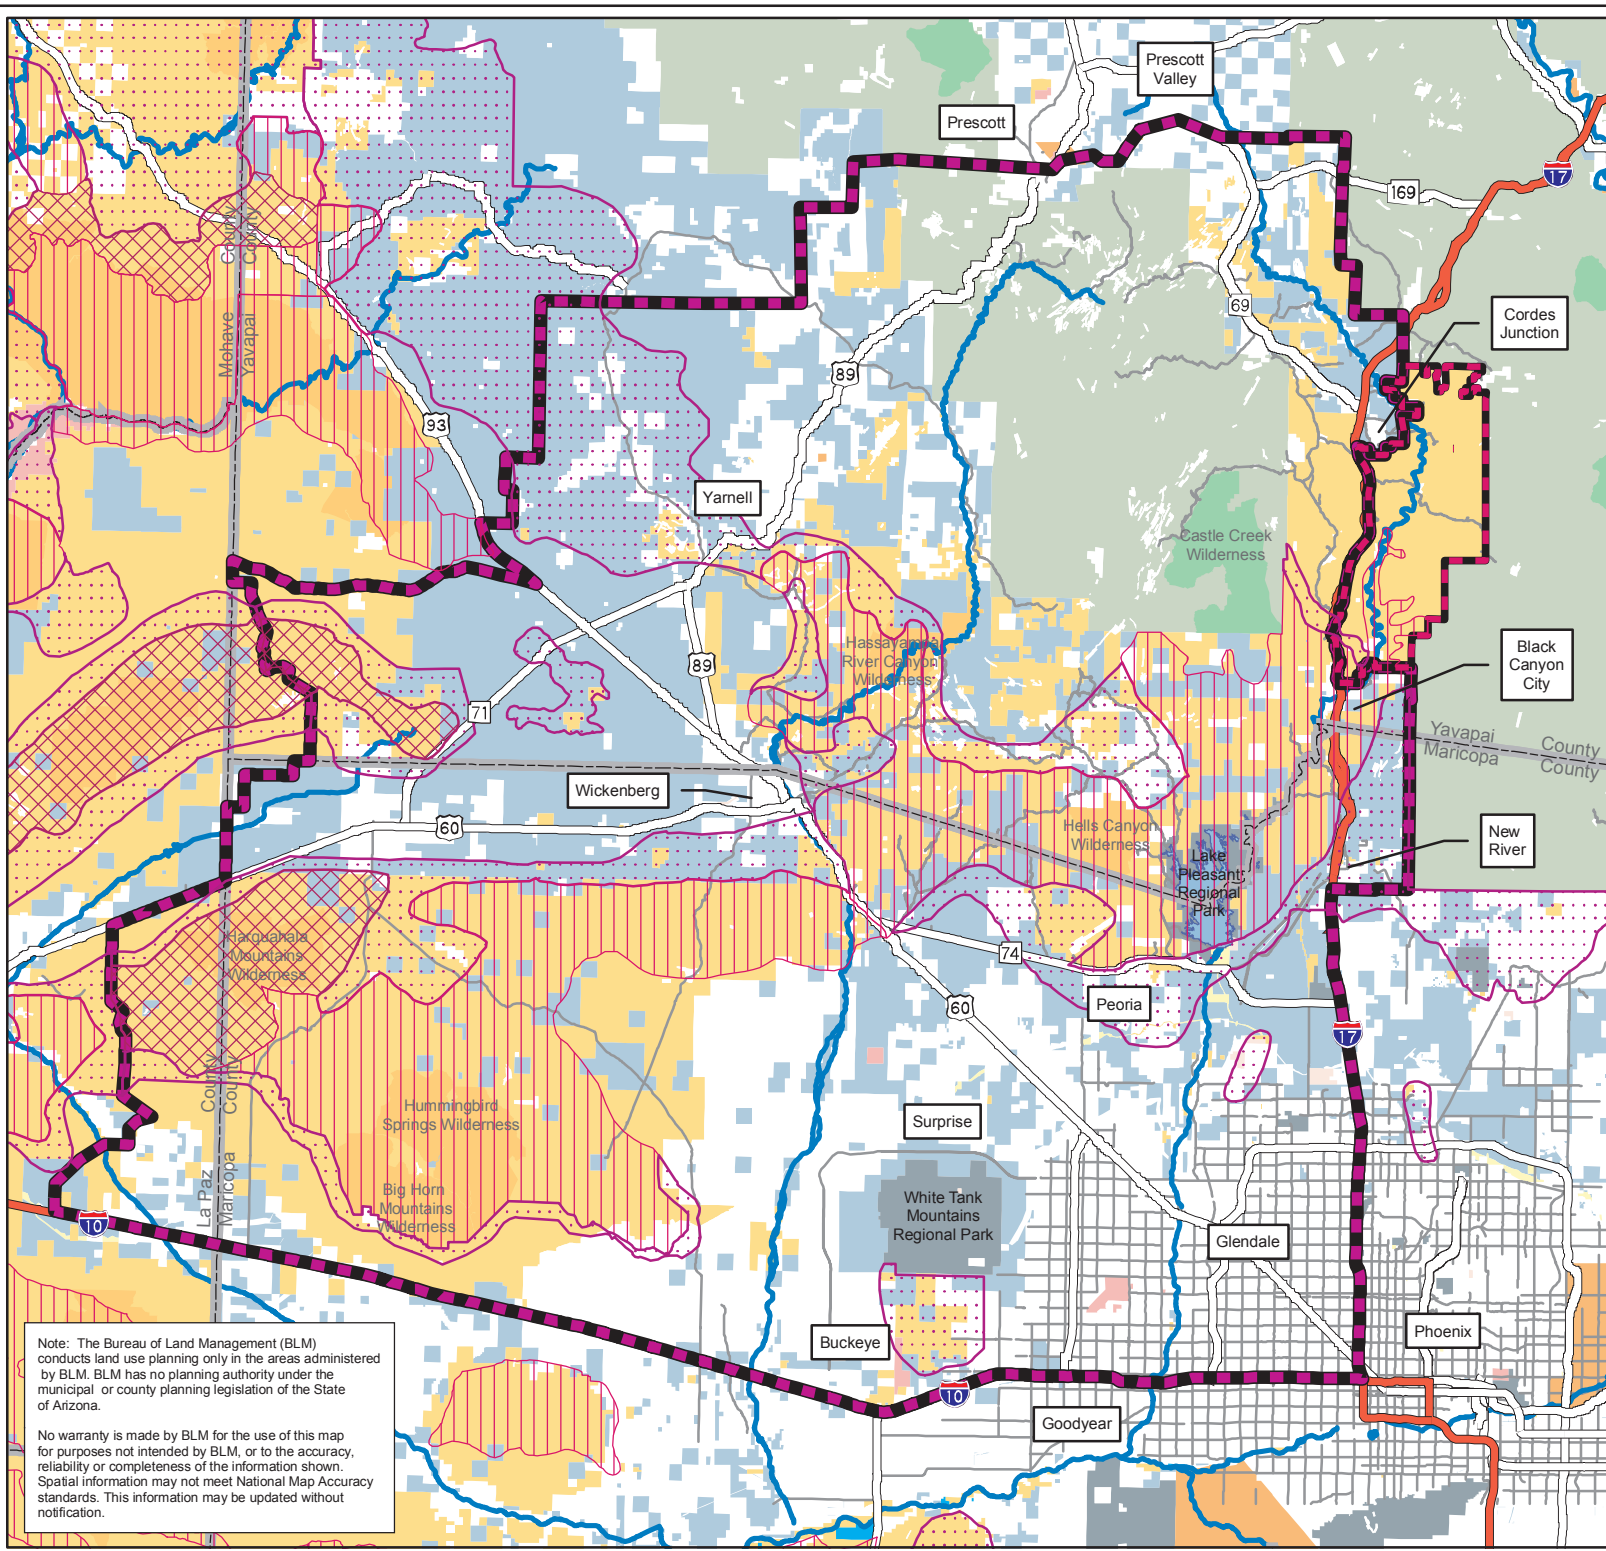 Prescott
Valley
Prescott
17
169
County
County
69
Cordes
Junction
Mohave
Yavapai
89
93
Yarnell
Castle Creek
Wilderness
Hassayampa
River Canyon
Wilderness
89
Black
Canyon
City
71
Yavapai
Maricopa
County
County
Wickenberg
60
Hells Canyon
Wilderness
New
River
Lake
Pleasant
Regional
Park
Harquahala
Mountains
Wilderness
74
60
Peoria
17
County
County
Hummingbird
Springs Wilderness
Surprise
La Paz
Maricopa
Big Horn
Mountains
Wilderness
White Tank
Mountains
Regional Park
10
Glendale
Phoenix
Buckeye
10
Goodyear
Note: The Bureau of Land Management (BLM)
conducts land use planning only in the areas administered
by BLM. BLM has no planning authority under the
municipal or county planning legislation of the State
of Arizona.
No warranty is made by BLM for the use of this map
for purposes not intended by BLM, or to the accuracy,
reliability or completeness of the information shown.
Spatial information may not meet National Map Accuracy
standards. This information may be updated without
notification.